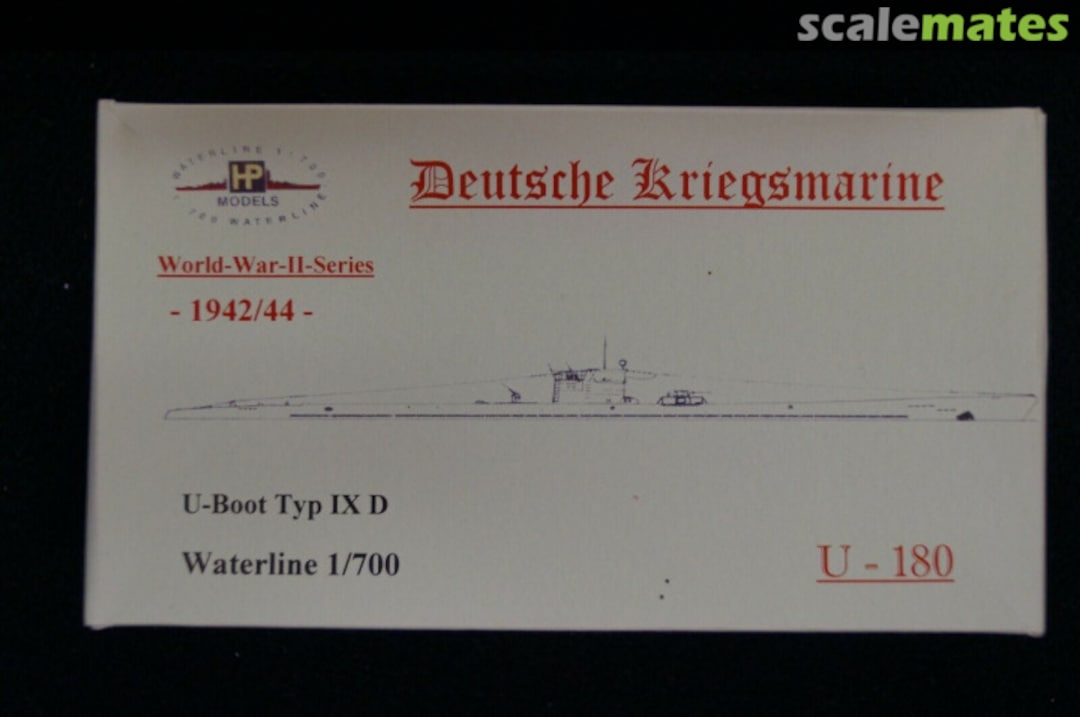 scalemates
WATERLINE 1:700
HP
MODELS
1:700 WATERLINE
Deutsche Kriegsmarine
World-War-II-Series
- 1942/44 -
U-Boot Typ IX D
Waterline 1/700
U - 180